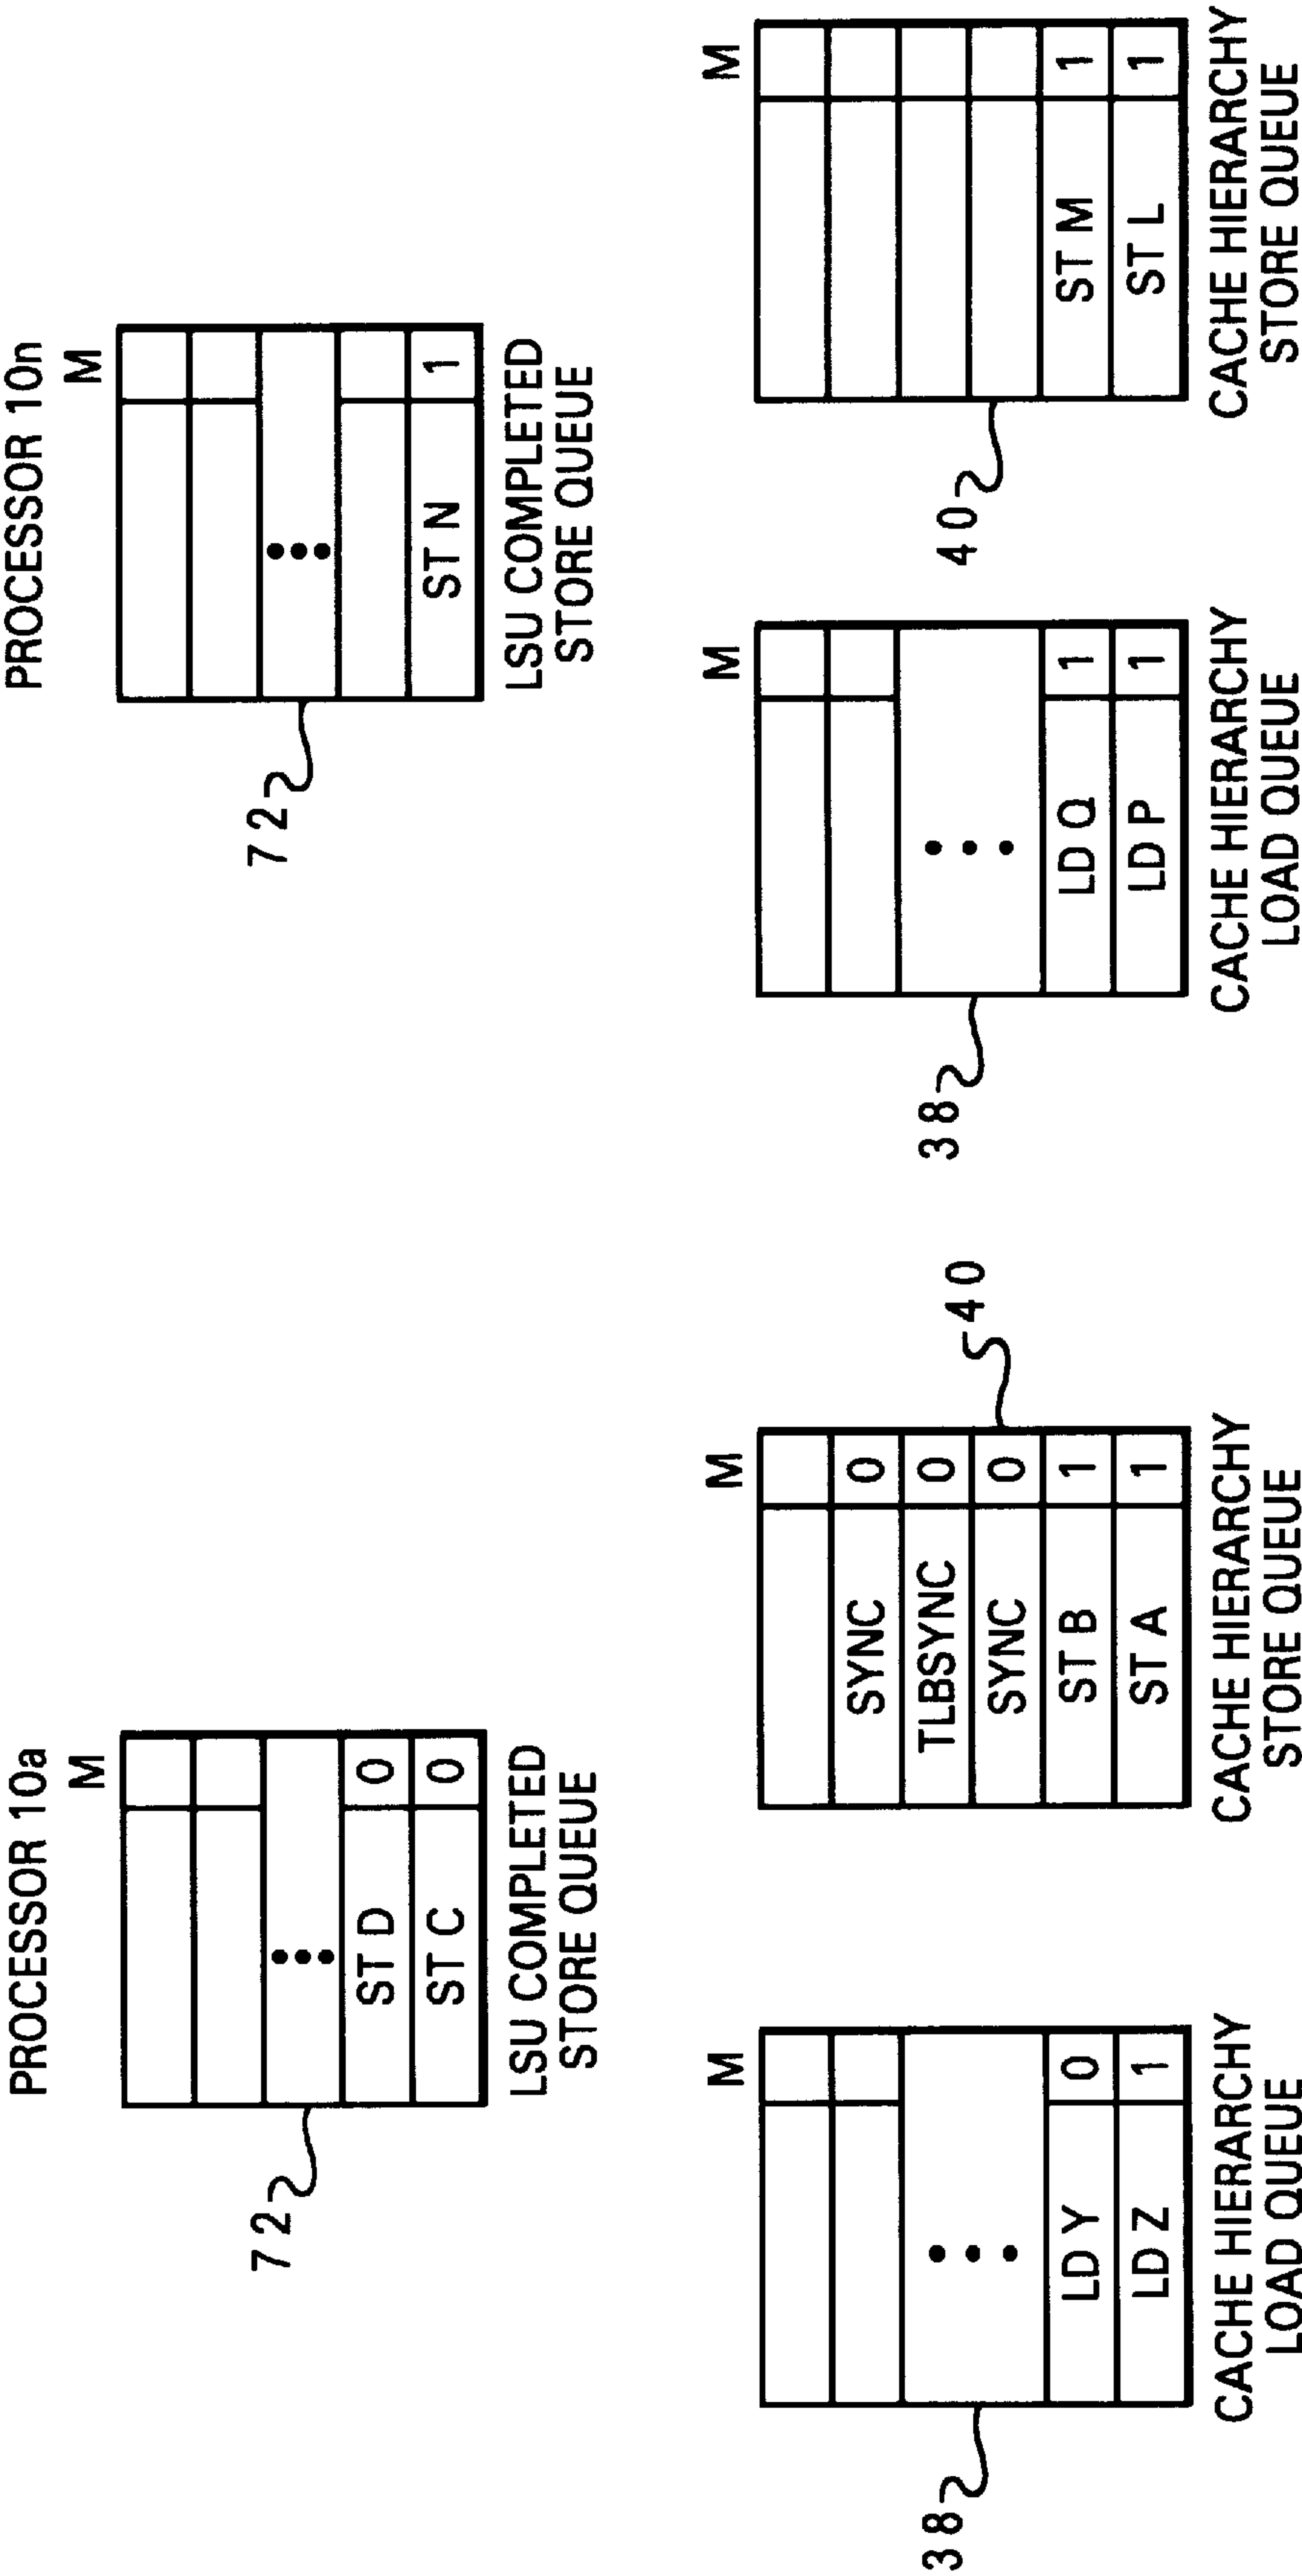 PROCESSOR 10a
M
ST D 0
ST C 0
72
LSU COMPLETED
STORE QUEUE
M
LD Y 0
LD Z 1
38
CACHE HIERARCHY
LOAD QUEUE
M
SYNC 0
TLBSYNC 0
SYNC 0
ST B 1
ST A 1
40
CACHE HIERARCHY
STORE QUEUE
PROCESSOR 10n
M
ST N 1
72
LSU COMPLETED
STORE QUEUE
M
LD Q 1
LD P 1
38
CACHE HIERARCHY
LOAD QUEUE
M
ST M 1
ST L 1
40
CACHE HIERARCHY
STORE QUEUE